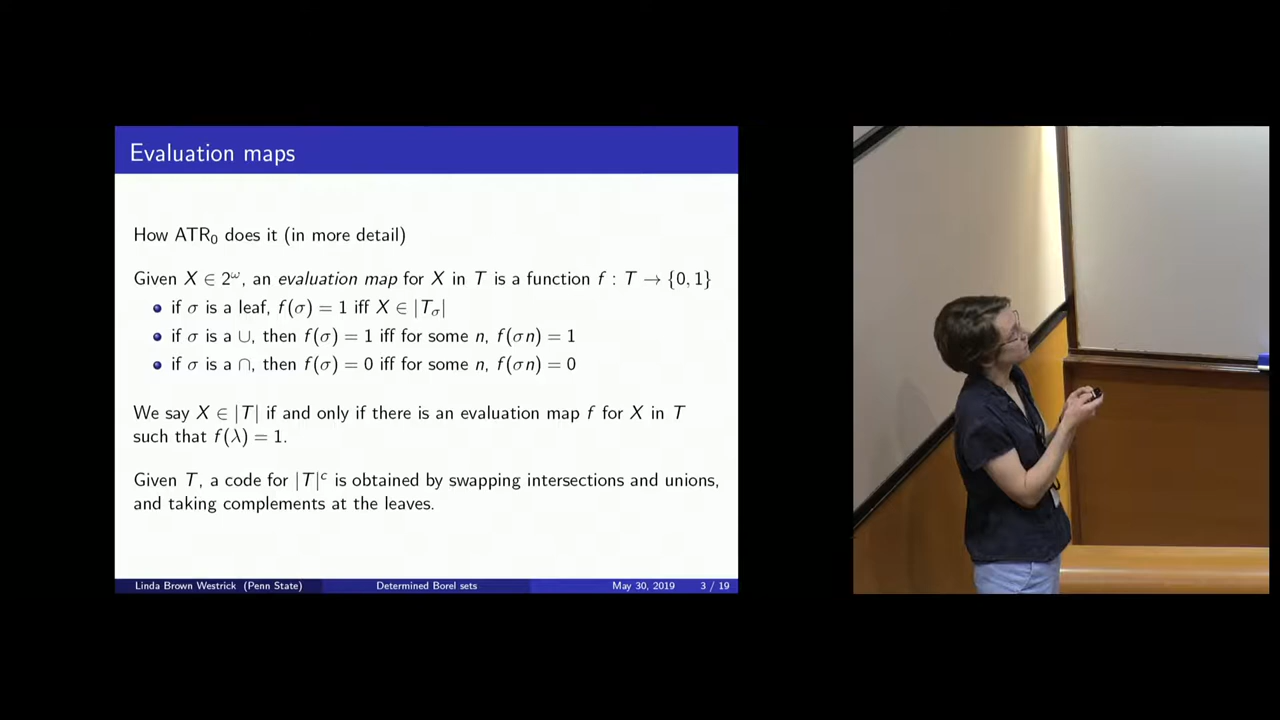 Evaluation maps
How ATR₀ does it (in more detail)
Given X ∈ 2^ω, an evaluation map for X in T is a function f : T → {0, 1}
• if σ is a leaf, f(σ) = 1 iff X ∈ |T_σ|
• if σ is a ∪, then f(σ) = 1 iff for some n, f(σn) = 1
• if σ is a ∩, then f(σ) = 0 iff for some n, f(σn) = 0
We say X ∈ |T| if and only if there is an evaluation map f for X in T
such that f(λ) = 1.
Given T, a code for |T|^c is obtained by swapping intersections and unions,
and taking complements at the leaves.
Linda Brown Westrick (Penn State) Determined Borel sets May 30, 2019 3 / 19